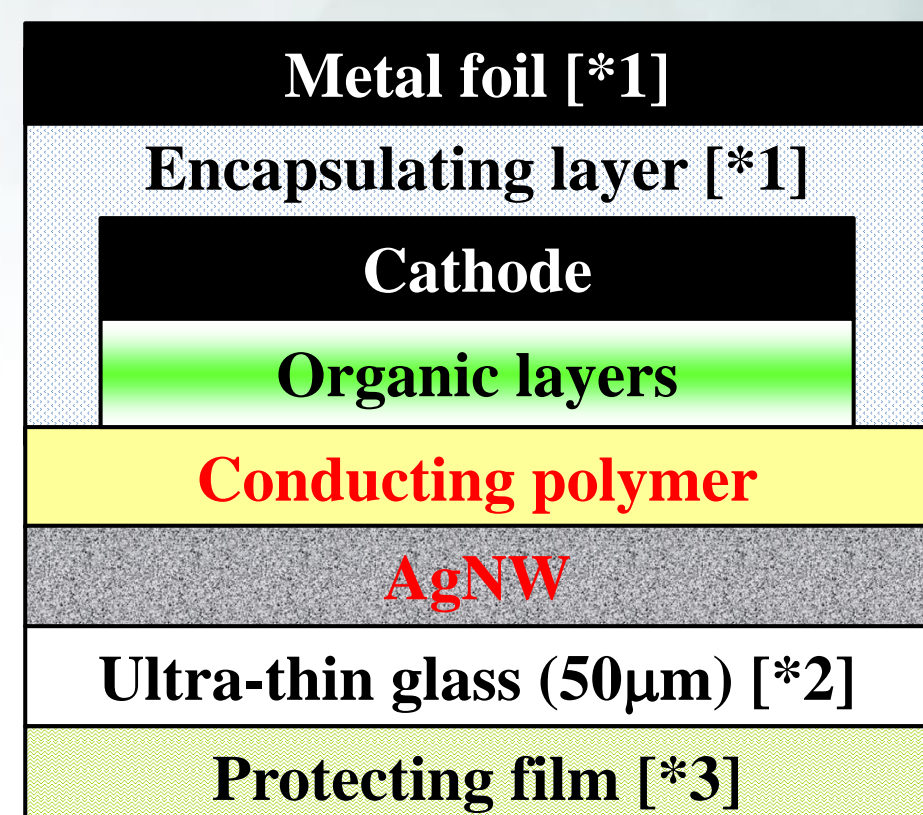 Metal foil [*1]
Encapsulating layer [*1]
Cathode
Organic layers
Conducting polymer
AgNW
Ultra-thin glass (50μm) [*2]
Protecting film [*3]